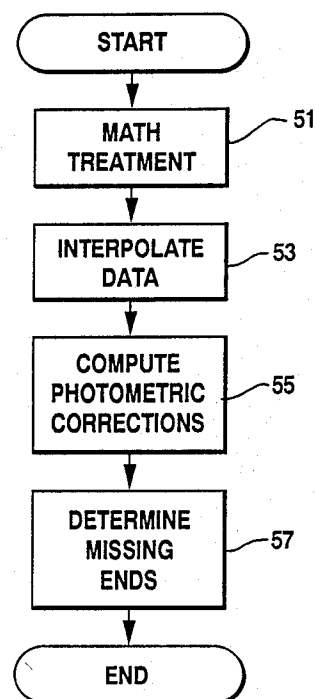 START
MATH
TREATMENT
51
INTERPOLATE
DATA
53
COMPUTE
PHOTOMETRIC
CORRECTIONS
55
DETERMINE
MISSING
ENDS
57
END